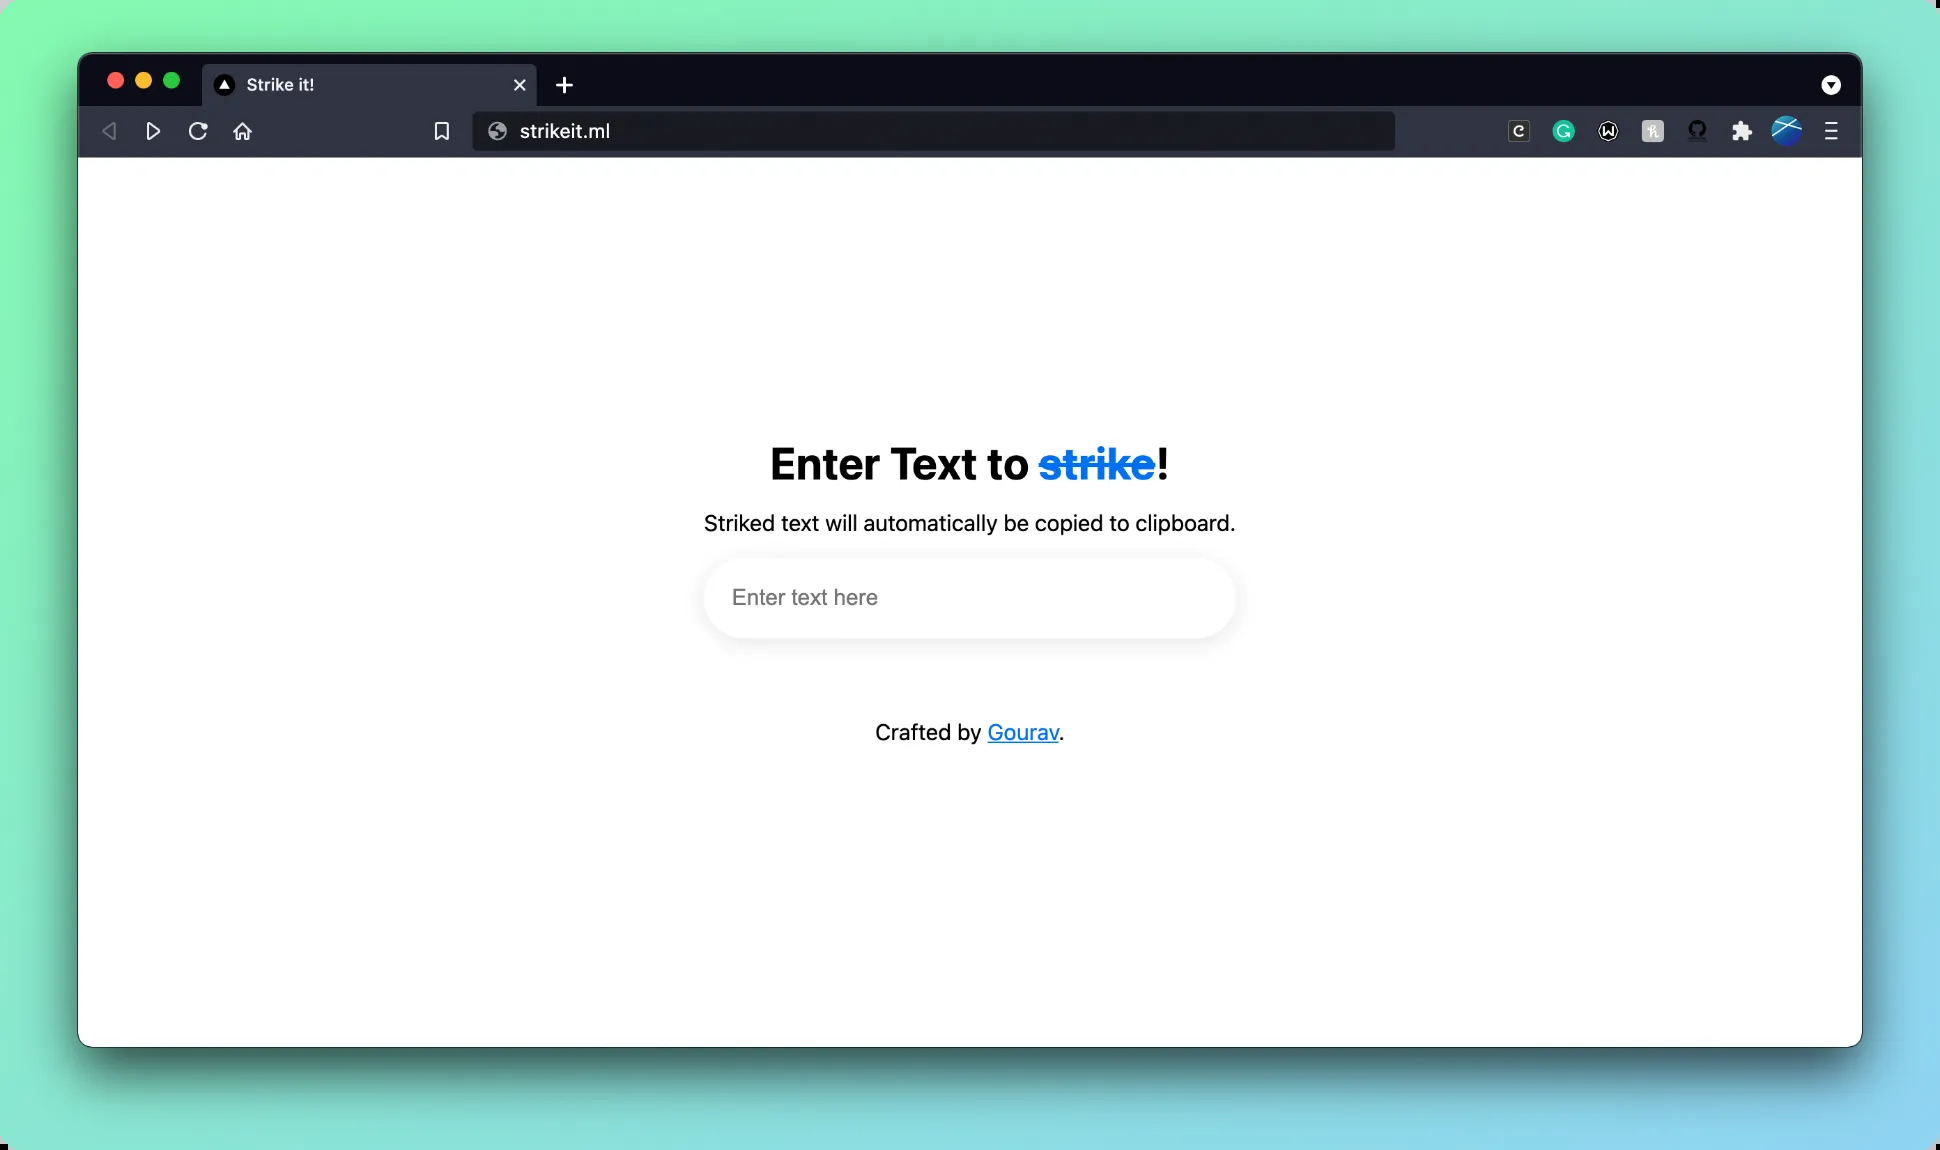 Strike it!
strikeit.ml
Enter Text to strike!
Striked text will automatically be copied to clipboard.
Enter text here
Crafted by Gourav.